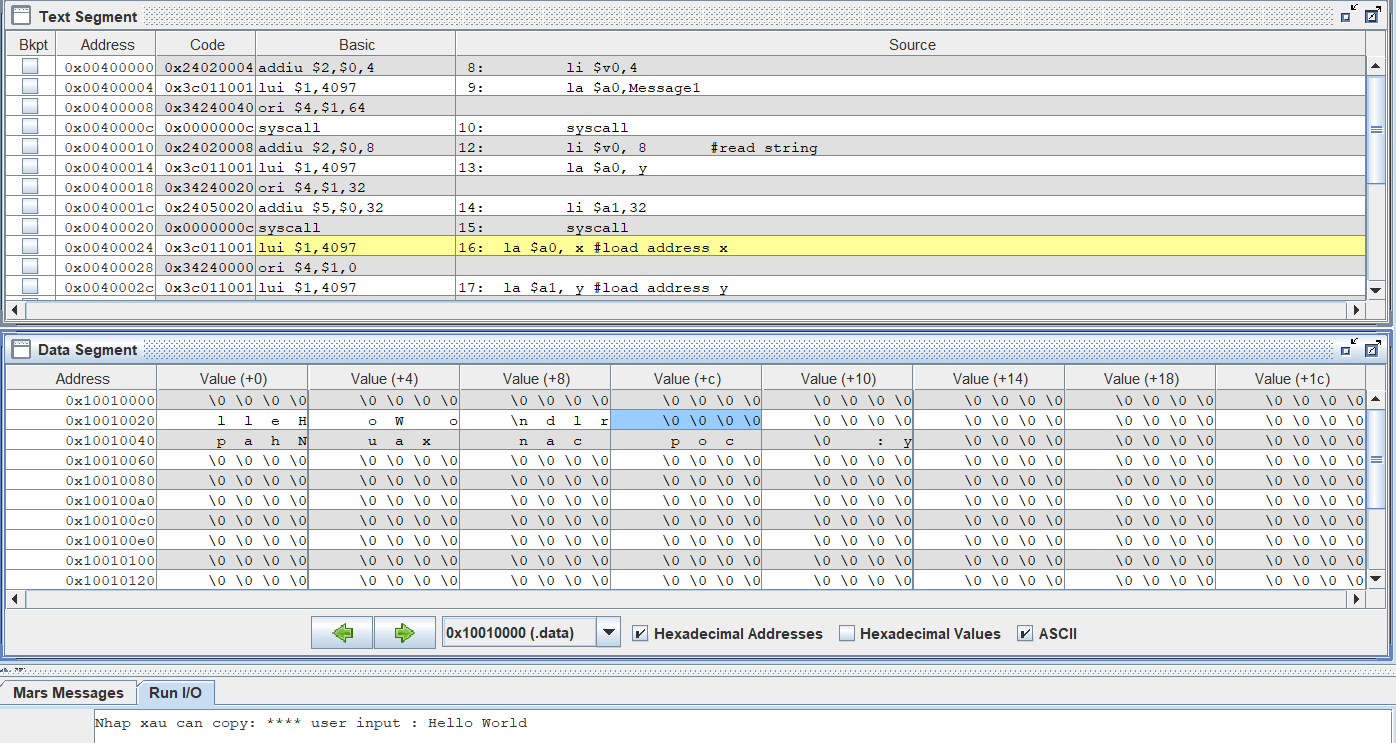 Text Segment
Bkpt Address Code Basic Source
0x00400000 0x24020004 addiu $2,$0,4 8: li $v0,4
0x00400004 0x3c011001 lui $1,4097 9: la $a0,Message1
0x00400008 0x34240040 ori $4,$1,64
0x0040000c 0x0000000c syscall 10: syscall
0x00400010 0x24020008 addiu $2,$0,8 12: li $v0, 8 #read string
0x00400014 0x3c011001 lui $1,4097 13: la $a0, y
0x00400018 0x34240020 ori $4,$1,32
0x0040001c 0x24050020 addiu $5,$0,32 14: li $a1,32
0x00400020 0x0000000c syscall 15: syscall
0x00400024 0x3c011001 lui $1,4097 16: la $a0, x #load address x
0x00400028 0x34240000 ori $4,$1,0
0x0040002c 0x3c011001 lui $1,4097 17: la $a1, y #load address y
Data Segment
Address Value (+0) Value (+4) Value (+8) Value (+c) Value (+10) Value (+14) Value (+18) Value (+1c)
0x10010000 \0 \0 \0 \0 \0 \0 \0 \0 \0 \0 \0 \0 \0 \0 \0 \0 \0 \0 \0 \0 \0 \0 \0 \0 \0 \0 \0 \0 \0 \0 \0 \0
0x10010020 l l e H o W o \n d l r \0 \0 \0 \0 \0 \0 \0 \0 \0 \0 \0 \0 \0 \0 \0 \0 \0 \0 \0 \0
0x10010040 p a h N u a x n a c p o c \0 : y \0 \0 \0 \0 \0 \0 \0 \0 \0 \0 \0 \0
0x10010060 \0 \0 \0 \0 \0 \0 \0 \0 \0 \0 \0 \0 \0 \0 \0 \0 \0 \0 \0 \0 \0 \0 \0 \0 \0 \0 \0 \0 \0 \0 \0 \0
0x10010080 \0 \0 \0 \0 \0 \0 \0 \0 \0 \0 \0 \0 \0 \0 \0 \0 \0 \0 \0 \0 \0 \0 \0 \0 \0 \0 \0 \0 \0 \0 \0 \0
0x100100a0 \0 \0 \0 \0 \0 \0 \0 \0 \0 \0 \0 \0 \0 \0 \0 \0 \0 \0 \0 \0 \0 \0 \0 \0 \0 \0 \0 \0 \0 \0 \0 \0
0x100100c0 \0 \0 \0 \0 \0 \0 \0 \0 \0 \0 \0 \0 \0 \0 \0 \0 \0 \0 \0 \0 \0 \0 \0 \0 \0 \0 \0 \0 \0 \0 \0 \0
0x100100e0 \0 \0 \0 \0 \0 \0 \0 \0 \0 \0 \0 \0 \0 \0 \0 \0 \0 \0 \0 \0 \0 \0 \0 \0 \0 \0 \0 \0 \0 \0 \0 \0
0x10010100 \0 \0 \0 \0 \0 \0 \0 \0 \0 \0 \0 \0 \0 \0 \0 \0 \0 \0 \0 \0 \0 \0 \0 \0 \0 \0 \0 \0 \0 \0 \0 \0
0x10010120 \0 \0 \0 \0 \0 \0 \0 \0 \0 \0 \0 \0 \0 \0 \0 \0 \0 \0 \0 \0 \0 \0 \0 \0 \0 \0 \0 \0 \0 \0 \0 \0
0x10010000 (.data) Hexadecimal Addresses Hexadecimal Values ASCII
Mars Messages Run I/O
Nhap xau can copy: **** user input : Hello World